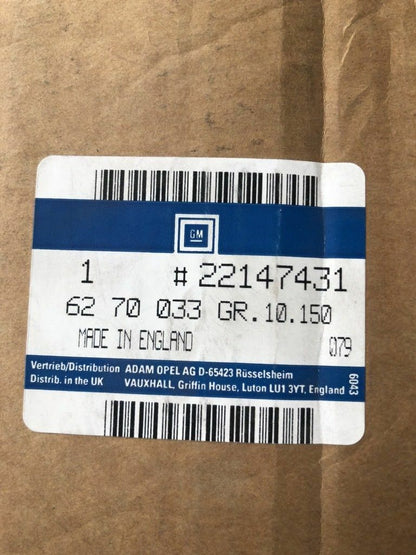 GM
1 # 22147431
62 70 033 GR.10.150
MADE IN ENGLAND 079
Vertrieb/Distribution ADAM OPEL AG D-65423 Rüsselsheim
Distrib. in the UK VAUXHALL, Griffin House, Luton LU1 3YT, England
6043